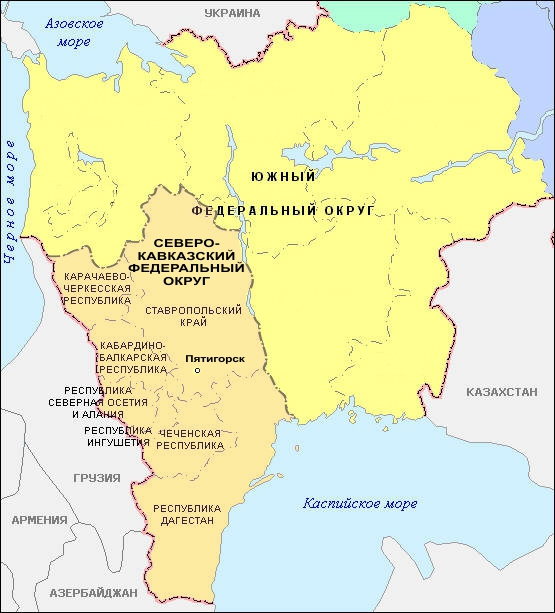 УКРАИНА
Азовское
море
Черное море
ЮЖНЫЙ
ФЕДЕРАЛЬНЫЙ ОКРУГ
СЕВЕРО-
КАВКАЗСКИЙ
ФЕДЕРАЛЬНЫЙ
ОКРУГ
КАРАЧАЕВО-
ЧЕРКЕССКАЯ
РЕСПУБЛИКА
СТАВРОПОЛЬСКИЙ
КРАЙ
КАБАРДИНО-
БАЛКАРСКАЯ
РЕСПУБЛИКА
Пятигорск
РЕСПУБЛИКА
СЕВЕРНАЯ ОСЕТИЯ
И АЛАНИЯ
КАЗАХСТАН
РЕСПУБЛИКА
ИНГУШЕТИЯ
ЧЕЧЕНСКАЯ
РЕСПУБЛИКА
ГРУЗИЯ
Каспийское море
РЕСПУБЛИКА
ДАГЕСТАН
АРМЕНИЯ
АЗЕРБАЙДЖАН